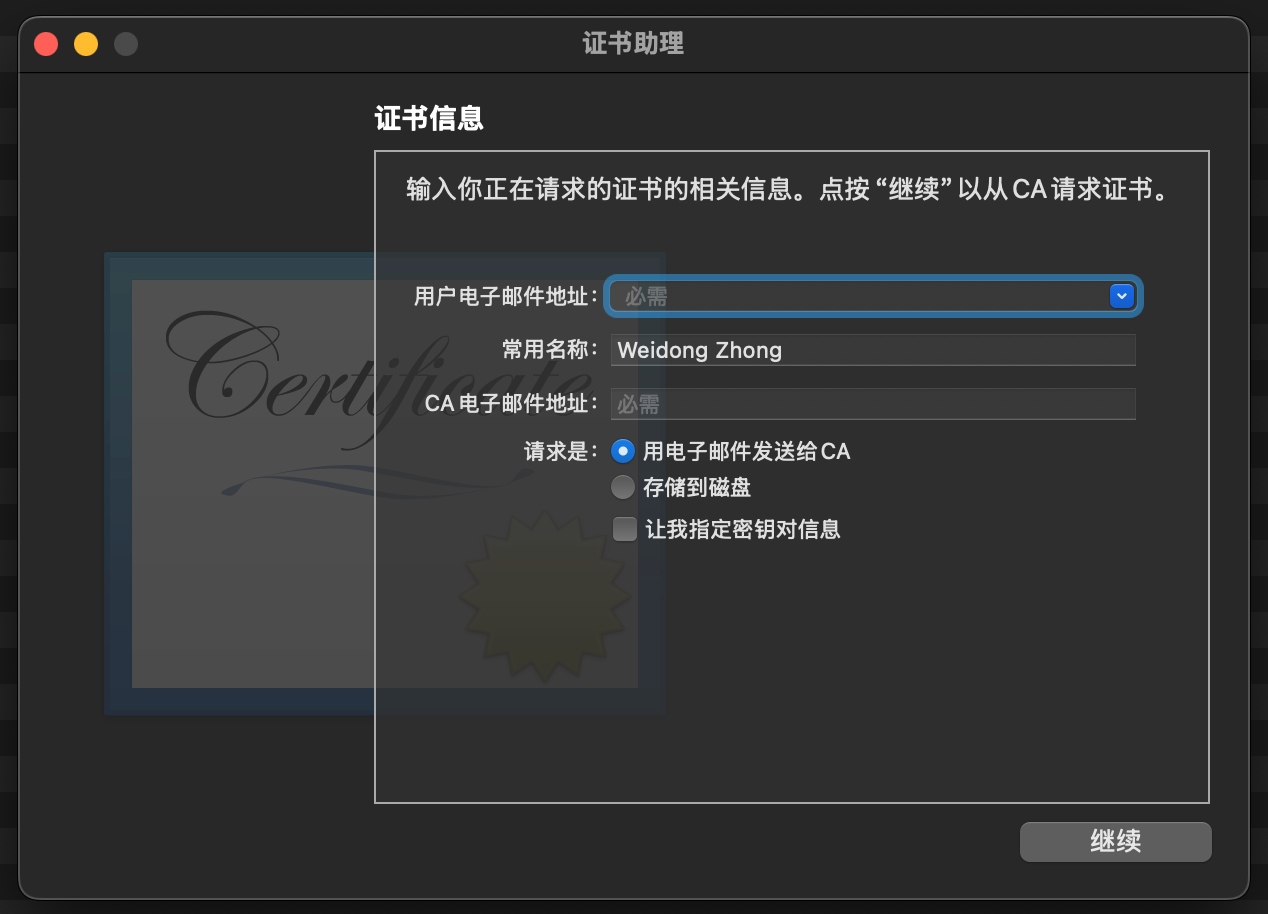 证书助理
证书信息
输入你正在请求的证书的相关信息。点按“继续”以从 CA 请求证书。
Certificate
用户电子邮件地址： 必需
常用名称： Weidong Zhong
CA 电子邮件地址： 必需
请求是： 用电子邮件发送给 CA
存储到磁盘
让我指定密钥对信息
继续